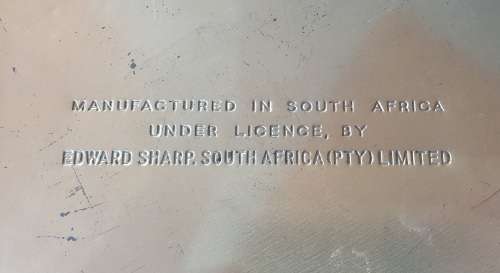 MANUFACTURED IN SOUTH AFRICA
UNDER LICENCE, BY
EDWARD SHARP. SOUTH AFRICA (PTY) LIMITED